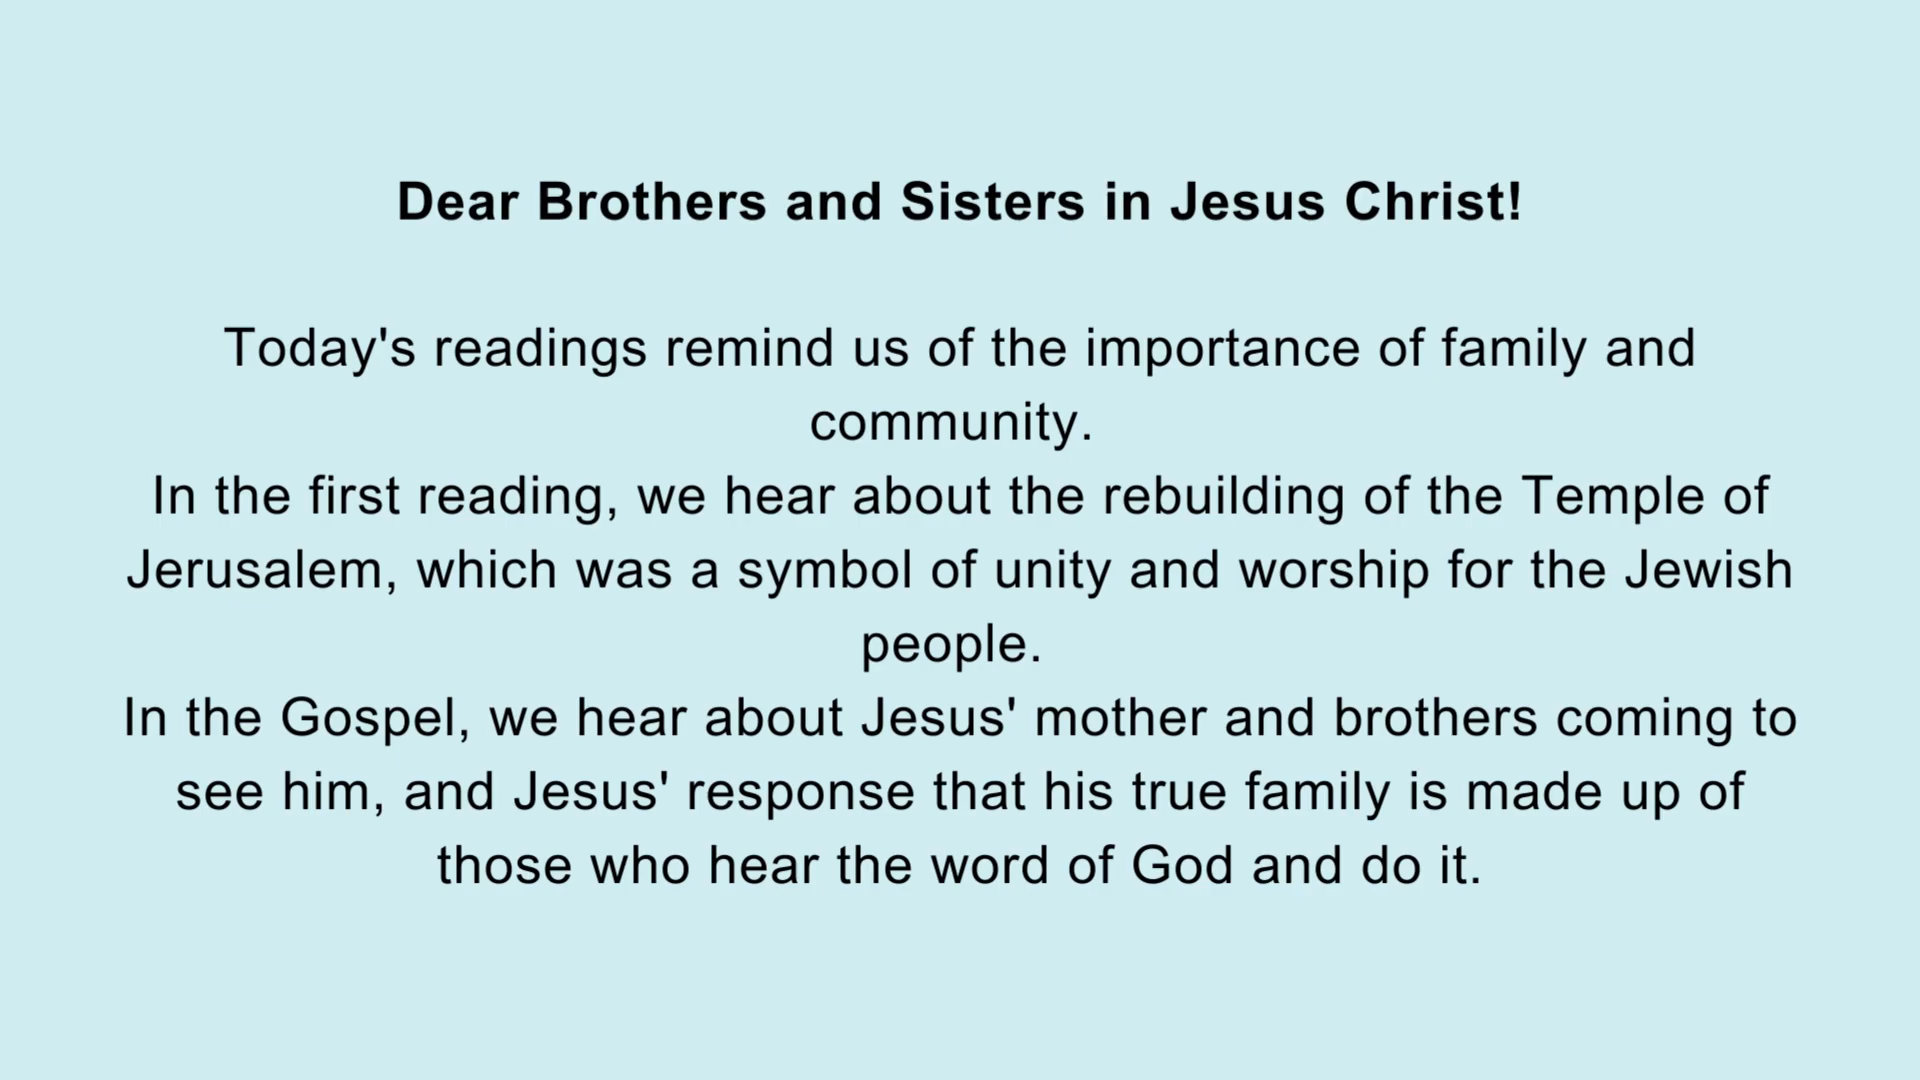 Dear Brothers and Sisters in Jesus Christ!
Today's readings remind us of the importance of family and
community.
In the first reading, we hear about the rebuilding of the Temple of
Jerusalem, which was a symbol of unity and worship for the Jewish
people.
In the Gospel, we hear about Jesus' mother and brothers coming to
see him, and Jesus' response that his true family is made up of
those who hear the word of God and do it.